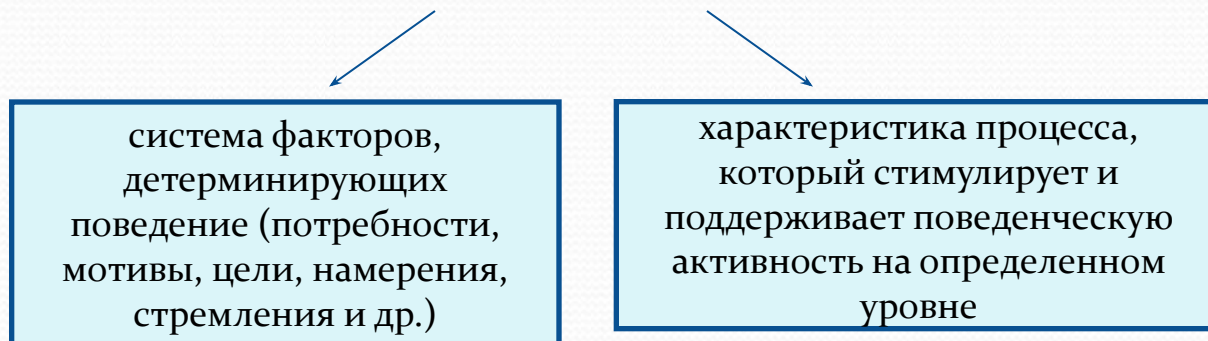 система факторов,
детерминирующих
поведение (потребности,
мотивы, цели, намерения,
стремления и др.)
характеристика процесса,
который стимулирует и
поддерживает поведенческую
активность на определенном
уровне